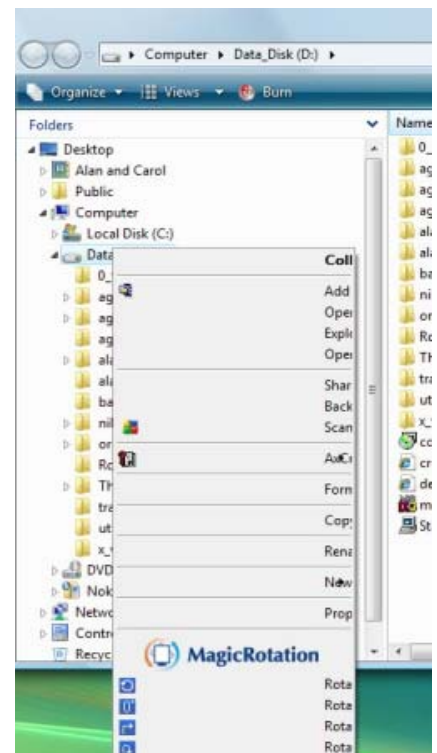 Computer Data_Disk (D:)
Organize Views Burn
Folders
Desktop
Alan and Carol
Public
Computer
Local Disk (C:)
Data
0_
ag
ag
ag
ala
ala
ba
nil
or
Ro
Th
tra
ut
x_
DVD
Nok
Netwo
Contr
Recyc
Coll
Add
Open
Explo
Open
Shar
Back
Scan
Form
Copy
Rena
New
Prop
MagicRotation
Rota
Rota
Rota
Rota
Name
0_
ag
ag
ag
ala
ala
ba
ni
or
Ro
Th
tra
ut
x_
co
cr
de
m
St